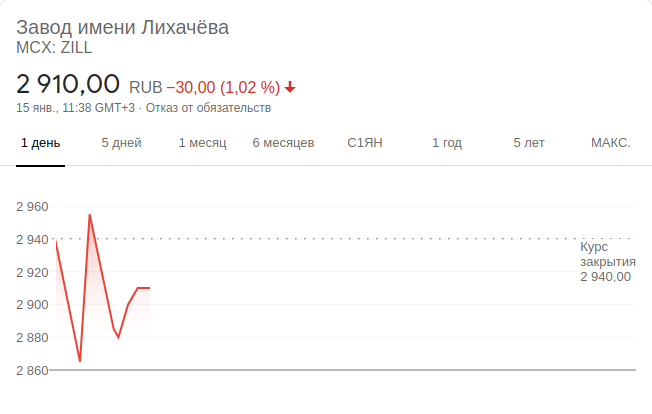 Завод имени Лихачёва
MCX: ZILL
2 910,00 RUB −30,00 (1,02 %)
15 янв., 11:38 GMT+3 · Отказ от обязательств
1 день 5 дней 1 месяц 6 месяцев С1ЯН 1 год 5 лет МАКС.
2 960
2 940
Курс
закрытия
2 940,00
2 920
2 900
2 880
2 860